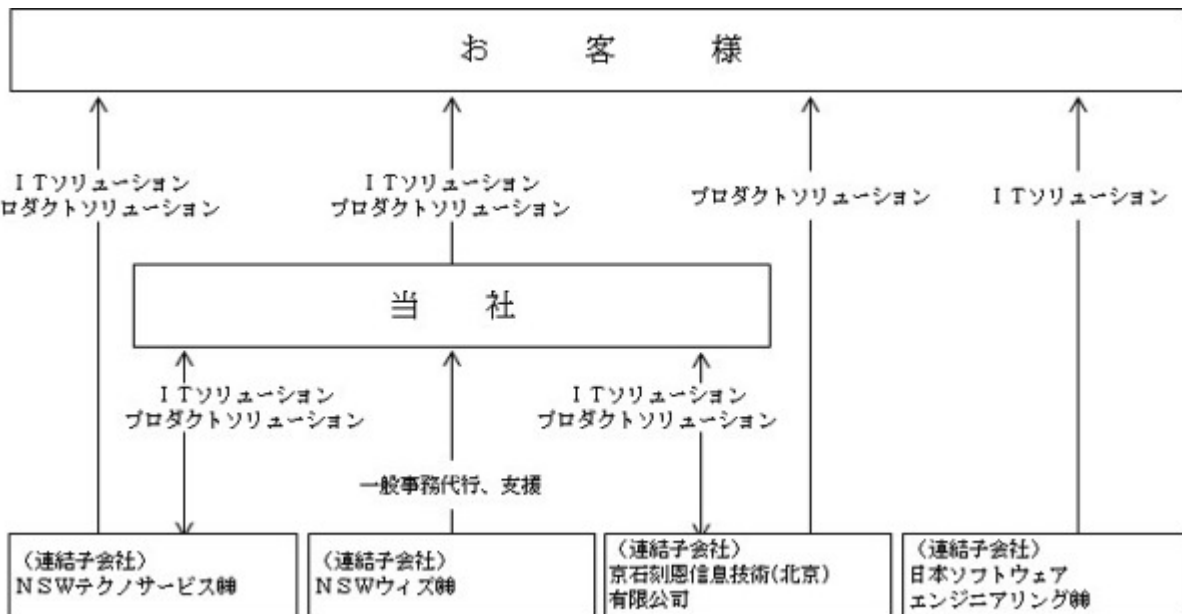 お客様
ＩＴソリューション
ロダクトソリューション
ＩＴソリューション
プロダクトソリューション
プロダクトソリューション
ＩＴソリューション
当社
ＩＴソリューション
プロダクトソリューション
ＩＴソリューション
プロダクトソリューション
一般事務代行、支援
（連結子会社）
ＮＳＷテクノサービス㈱
（連結子会社）
ＮＳＷウィズ㈱
（連結子会社）
京石刻恩信息技術(北京)
有限公司
（連結子会社）
日本ソフトウェア
エンジニアリング㈱